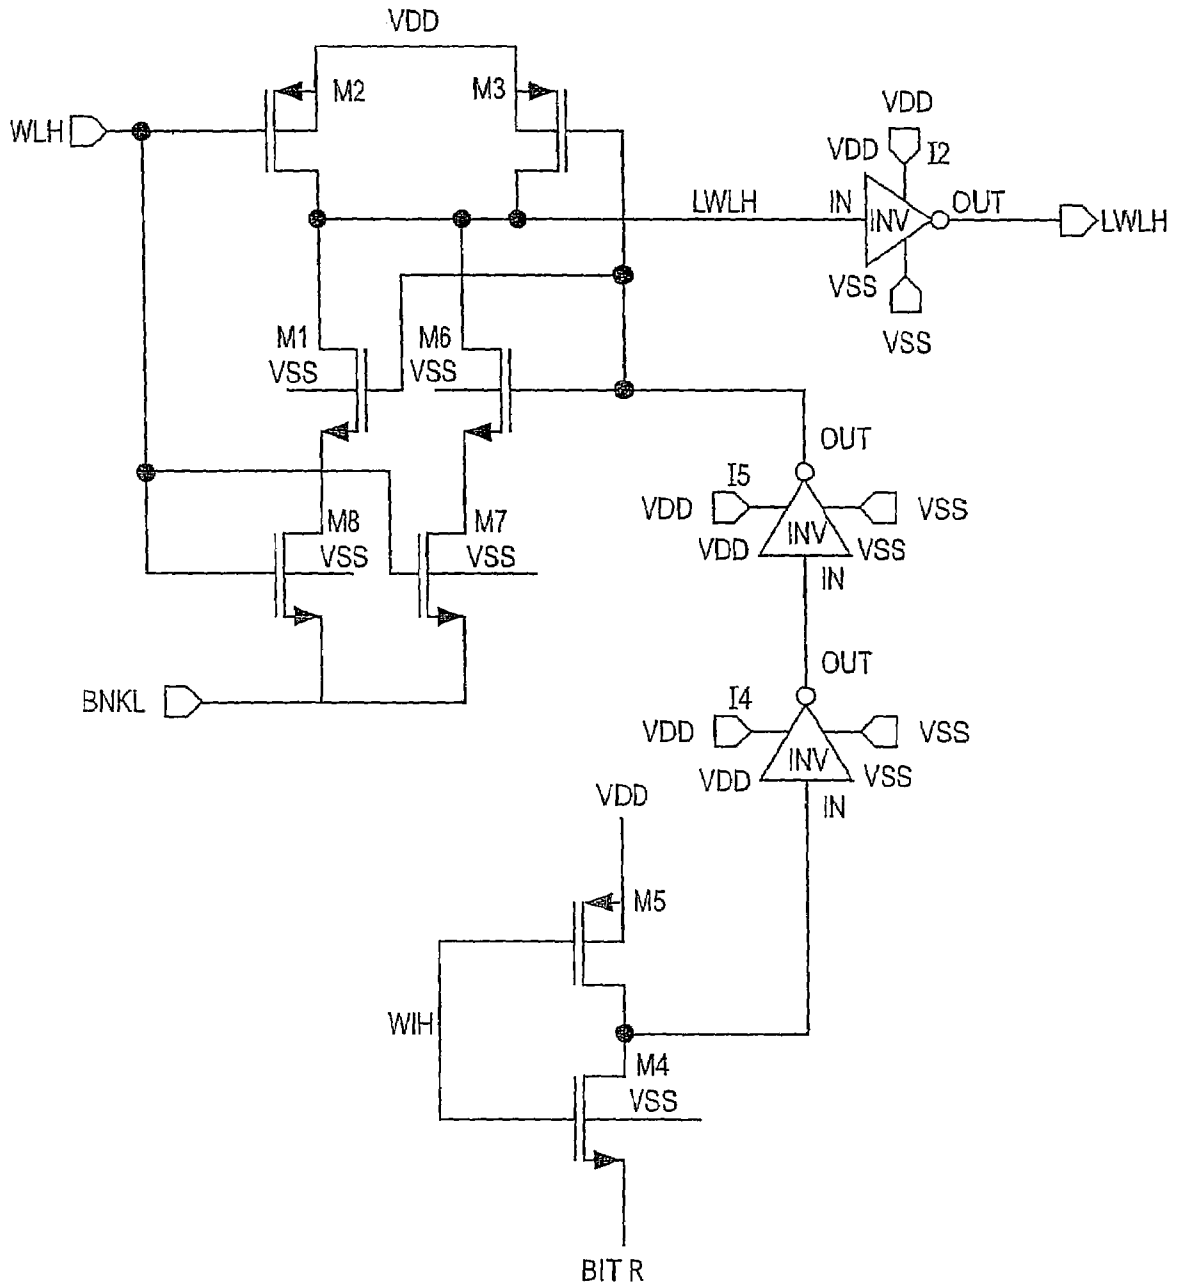 VDD
M2
M3
WLH
VDD
VDD
I2
LWLH
IN
INV
OUT
LWLH
VSS
VSS
M1
VSS
M6
VSS
OUT
I5
VDD
VSS
VDD
INV
VSS
IN
M8
VSS
M7
VSS
OUT
BNKL
I4
VDD
VSS
VDD
INV
VSS
IN
VDD
M5
WIH
M4
VSS
BIT R